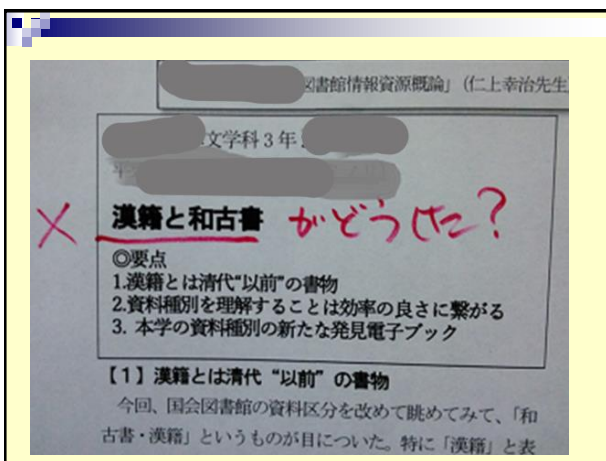 図書館情報資源概論」(仁上幸治先生
文学科3年
× 漢籍と和古書 がどうした?
◎要点
1.漢籍とは清代“以前”の書物
2.資料種別を理解することは効率の良さに繋がる
3. 本学の資料種別の新たな発見電子ブック
【1】漢籍とは清代“以前”の書物
今回、国会図書館の資料区分を改めて眺めてみて、「和
古書・漢籍」というものが目についた。特に「漢籍」と表